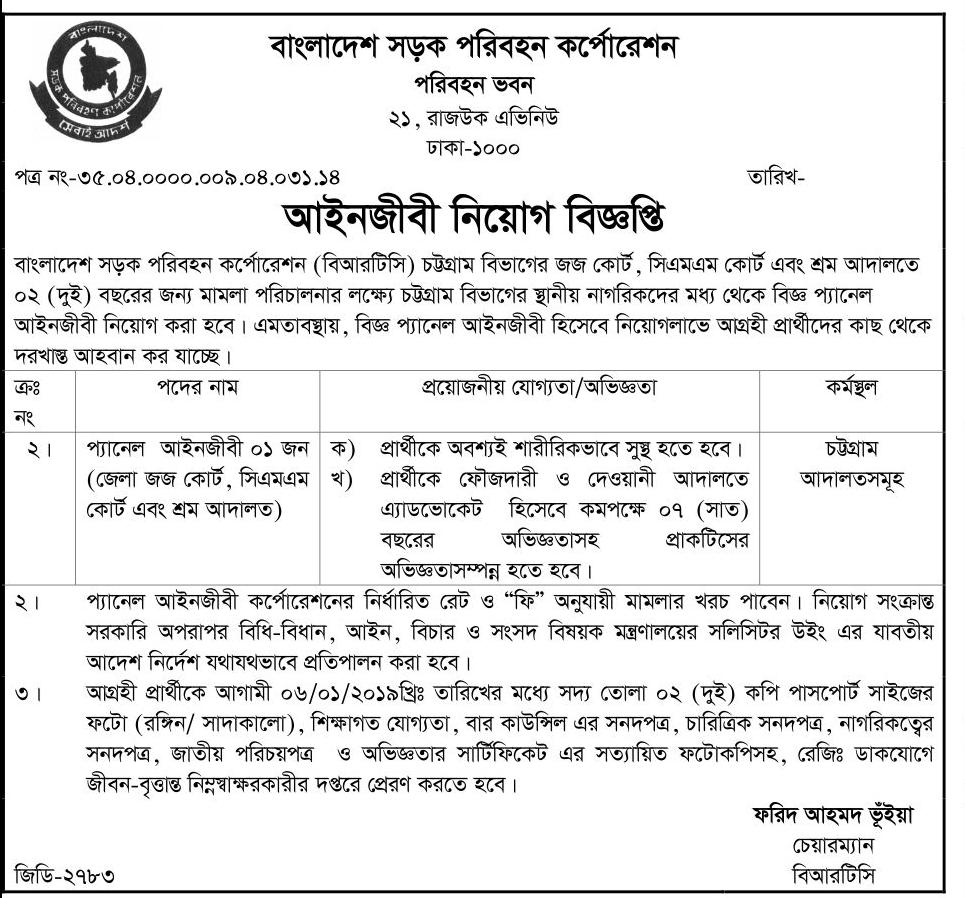 বাংলাদেশ
সড়ক পরিবহণ কর্পোরেশন
সেবাই আদর্শ
বাংলাদেশ সড়ক পরিবহন কর্পোরেশন
পরিবহন ভবন
২১, রাজউক এভিনিউ
ঢাকা-১০০০
পত্র নং-৩৫.০৪.০০০০.০০৯.০৪.০৩১.১৪ তারিখ-
আইনজীবী নিয়োগ বিজ্ঞপ্তি
বাংলাদেশ সড়ক পরিবহন কর্পোরেশন (বিআরটিসি) চট্টগ্রাম বিভাগের জজ কোর্ট, সিএমএম কোর্ট এবং শ্রম আদালতে
০২ (দুই) বছরের জন্য মামলা পরিচালনার লক্ষ্যে চট্টগ্রাম বিভাগের স্থানীয় নাগরিকদের মধ্য থেকে বিজ্ঞ প্যানেল
আইনজীবী নিয়োগ করা হবে। এমতাবস্থায়, বিজ্ঞ প্যানেল আইনজীবী হিসেবে নিয়োগলাভে আগ্রহী প্রার্থীদের কাছ থেকে
দরখাস্ত আহবান কর যাচ্ছে।
ক্রঃ
নং
পদের নাম
প্রয়োজনীয় যোগ্যতা/অভিজ্ঞতা
কর্মস্থল
২।
প্যানেল আইনজীবী ০১ জন
(জেলা জজ কোর্ট, সিএমএম
কোর্ট এবং শ্রম আদালত)
ক) প্রার্থীকে অবশ্যই শারীরিকভাবে সুস্থ হতে হবে।
খ) প্রার্থীকে ফৌজদারী ও দেওয়ানী আদালতে
এ্যাডভোকেট হিসেবে কমপক্ষে ০৭ (সাত)
বছরের অভিজ্ঞতাসহ প্রাকটিসের
অভিজ্ঞতাসম্পন্ন হতে হবে।
চট্টগ্রাম
আদালতসমূহ
২। প্যানেল আইনজীবী কর্পোরেশনের নির্ধারিত রেট ও “ফি” অনুযায়ী মামলার খরচ পাবেন। নিয়োগ সংক্রান্ত
সরকারি অপরাপর বিধি-বিধান, আইন, বিচার ও সংসদ বিষয়ক মন্ত্রণালয়ের সলিসিটর উইং এর যাবতীয়
আদেশ নির্দেশ যথাযথভাবে প্রতিপালন করা হবে।
৩। আগ্রহী প্রার্থীকে আগামী ০৬/০১/২০১৯খ্রিঃ তারিখের মধ্যে সদ্য তোলা ০২ (দুই) কপি পাসপোর্ট সাইজের
ফটো (রঙ্গিন/ সাদাকালো), শিক্ষাগত যোগ্যতা, বার কাউন্সিল এর সনদপত্র, চারিত্রিক সনদপত্র, নাগরিকত্বের
সনদপত্র, জাতীয় পরিচয়পত্র ও অভিজ্ঞতার সার্টিফিকেট এর সত্যায়িত ফটোকপিসহ, রেজিঃ ডাকযোগে
জীবন-বৃত্তান্ত নিম্নস্বাক্ষরকারীর দপ্তরে প্রেরণ করতে হবে।
ফরিদ আহমদ ভূঁইয়া
চেয়ারম্যান
জিডি-২৭৮৩ বিআরটিসি